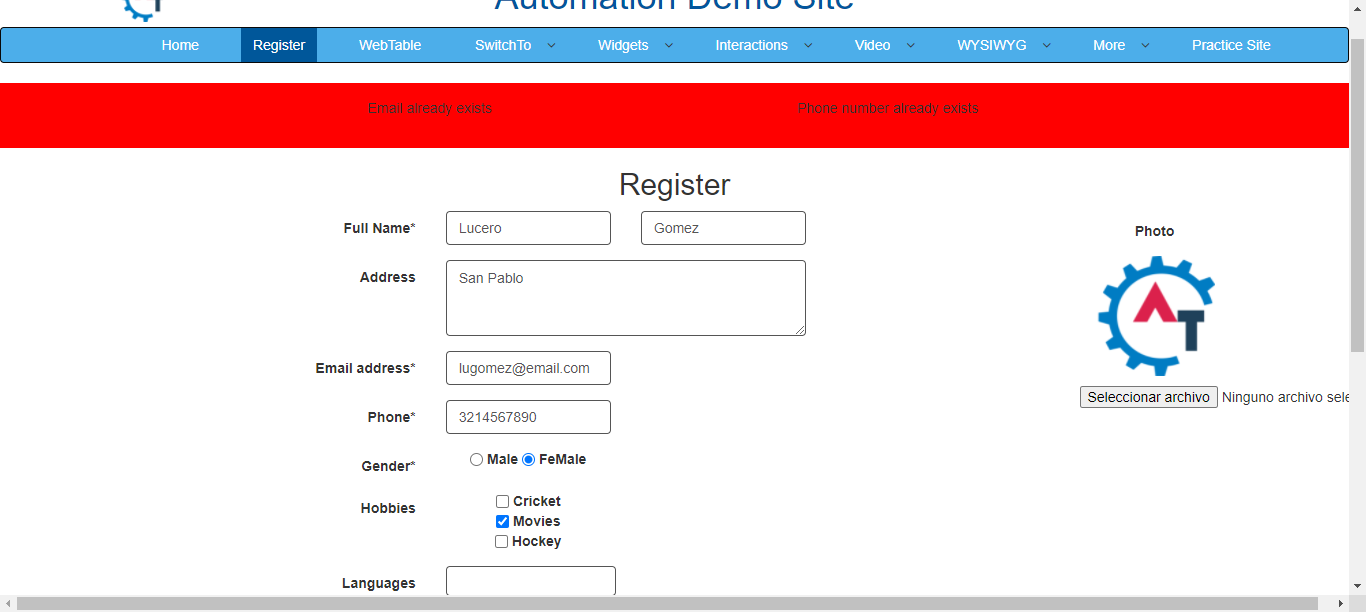 Automation Demo Site
Home Register WebTable SwitchTo Widgets Interactions Video WYSIWYG More Practice Site
Email already exists Phone number already exists
Register
Full Name* Lucero Gomez
Photo
Address San Pablo
AT
Email address* lugomez@email.com
Seleccionar archivo Ninguno archivo sele
Phone* 3214567890
Gender* Male FeMale
Hobbies Cricket
Movies
Hockey
Languages